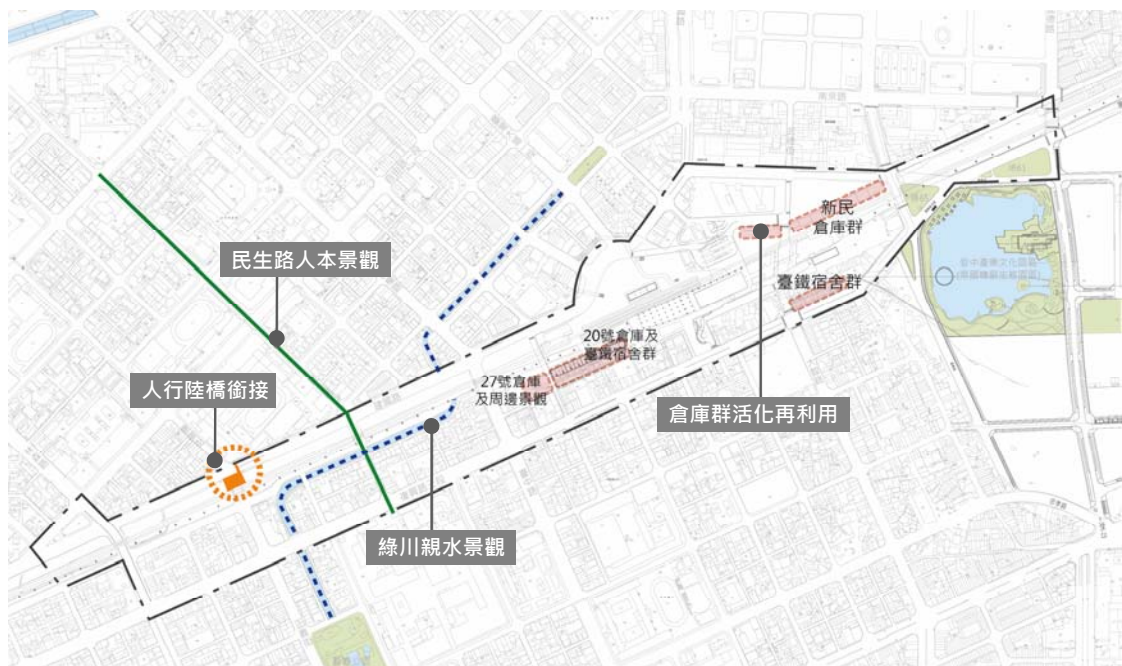 南京路
新民
倉庫群
民生路人本景觀
臺鐵宿舍群
20號倉庫及
臺鐵宿舍群
27號倉庫
及周邊景觀
人行陸橋銜接
倉庫群活化再利用
綠川親水景觀